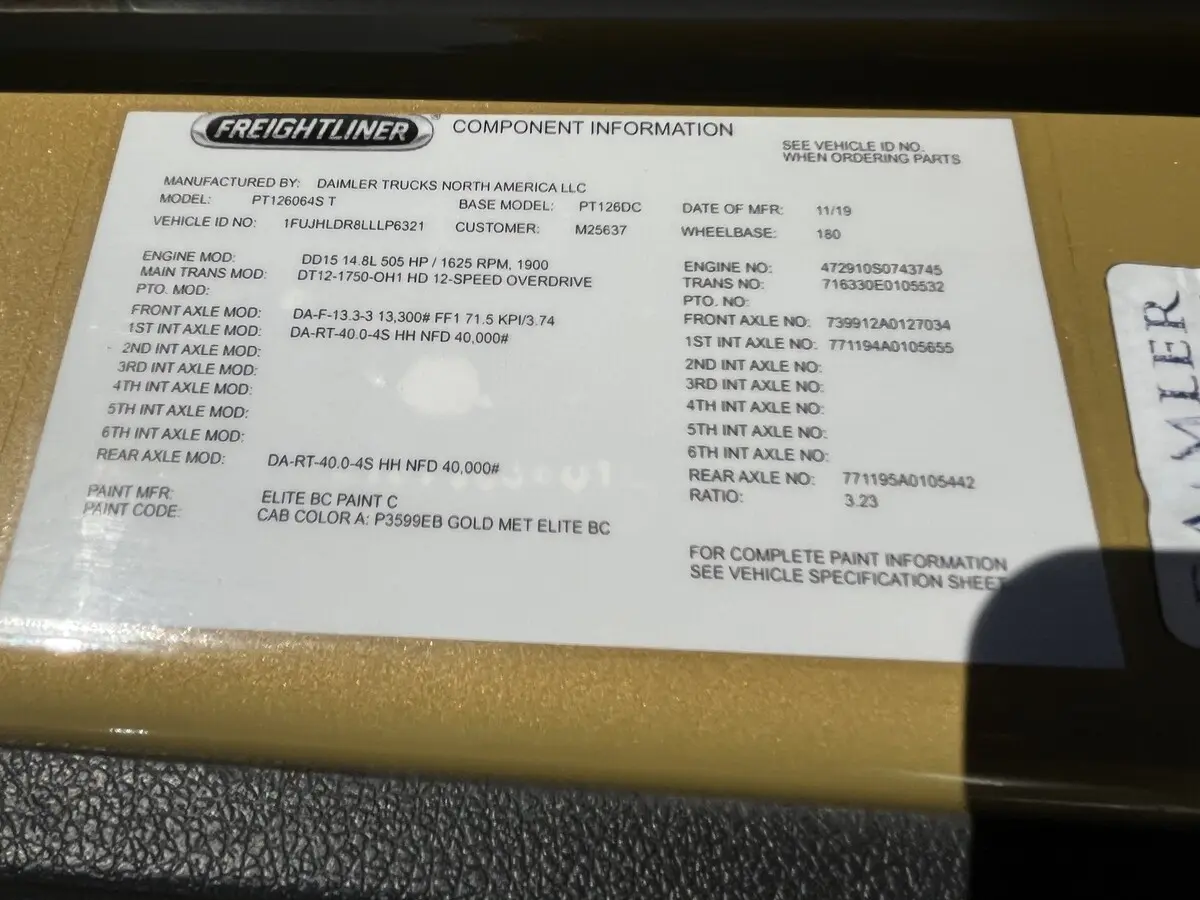 FREIGHTLINER® COMPONENT INFORMATION
SEE VEHICLE ID NO.
WHEN ORDERING PARTS
MANUFACTURED BY: DAIMLER TRUCKS NORTH AMERICA LLC
MODEL: PT126064S T BASE MODEL: PT126DC DATE OF MFR: 11/19
VEHICLE ID NO: 1FUJHLDR8LLLP6321 CUSTOMER: M25637 WHEELBASE: 180
ENGINE MOD: DD15 14.8L 505 HP / 1625 RPM, 1900 ENGINE NO: 472910S0743745
MAIN TRANS MOD: DT12-1750-OH1 HD 12-SPEED OVERDRIVE TRANS NO: 716330E0105532
PTO. MOD: PTO. NO:
FRONT AXLE MOD: DA-F-13.3-3 13,300# FF1 71.5 KPI/3.74 FRONT AXLE NO: 739912A0127034
1ST INT AXLE MOD: DA-RT-40.0-4S HH NFD 40,000# 1ST INT AXLE NO: 771194A0105655
2ND INT AXLE MOD: 2ND INT AXLE NO:
3RD INT AXLE MOD: 3RD INT AXLE NO:
4TH INT AXLE MOD: 4TH INT AXLE NO:
5TH INT AXLE MOD: 5TH INT AXLE NO:
6TH INT AXLE MOD: 6TH INT AXLE NO:
REAR AXLE MOD: DA-RT-40.0-4S HH NFD 40,000# REAR AXLE NO: 771195A0105442
RATIO: 3.23
PAINT MFR: ELITE BC PAINT C
PAINT CODE: CAB COLOR A: P3599EB GOLD MET ELITE BC
FOR COMPLETE PAINT INFORMATION
SEE VEHICLE SPECIFICATION SHEET
DAIMLER